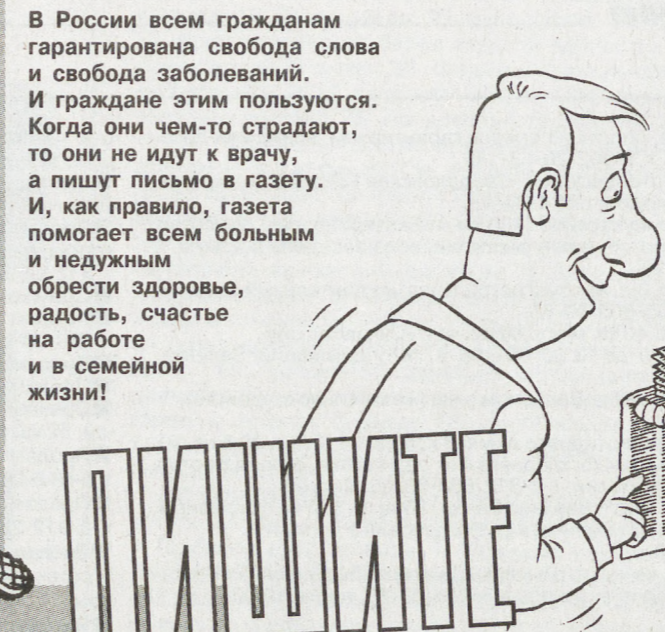 В России всем гражданам
гарантирована свобода слова
и свобода заболеваний.
И граждане этим пользуются.
Когда они чем-то страдают,
то они не идут к врачу,
а пишут письмо в газету.
И, как правило, газета
помогает всем больным
и недужным
обрести здоровье,
радость, счастье
на работе
и в семейной
жизни!
ПИШИТЕ